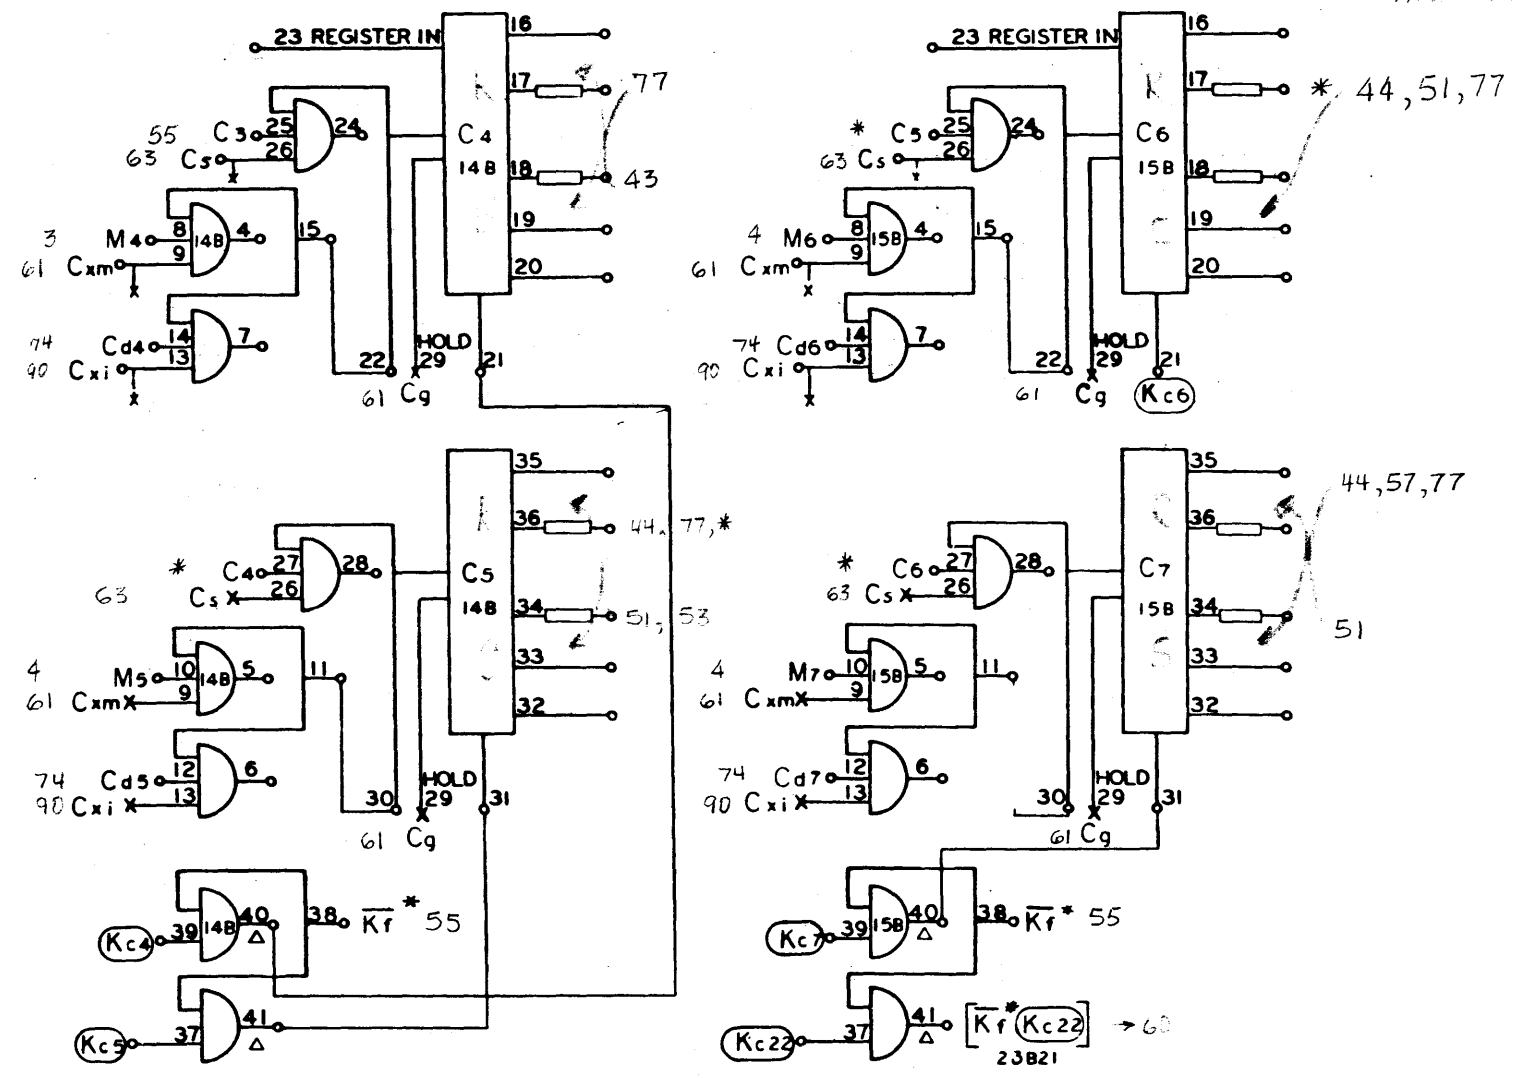 23 REGISTER IN
16
17
77
55 C3 25 24
63 Cs 26
C4
14B
18
43
19
20
3 M4 8 14B 4 15
61 Cxm 9
x
74 Cd4 14 7
90 Cxi 13
x
22
HOLD
29
21
61 Cg
23 REGISTER IN
16
17
* 44,51,77
* C5 25 24
63 Cs 26
C6
15B
18
19
20
4 M6 8 15B 4 15
61 Cxm 9
x
74 Cd6 14 7
90 Cxi 13
x
22
HOLD
29
21
61 Cg
Kc6
35
36
44, 77,*
* C4 27 28
63 Cs 26
C5
14B
34
51, 53
33
32
4 M5 10 14B 5 11
61 Cxm 9
74 Cd5 12 6
90 Cxi 13
30
HOLD
29
31
61 Cg
Kc4 39 14B 40 38 Kf * 55
Δ
Kc5 37 41
Δ
35
36
44,57,77
* C6 27 28
63 Cs 26
C7
15B
34
51
33
32
4 M7 10 15B 5 11
61 Cxm 9
74 Cd7 12 6
90 Cxi 13
30
HOLD
29
31
61 Cg
Kc7 39 15B 40 38 Kf * 55
Δ
Kc22 37 41 [Kf * Kc22] → 60
Δ
23B21